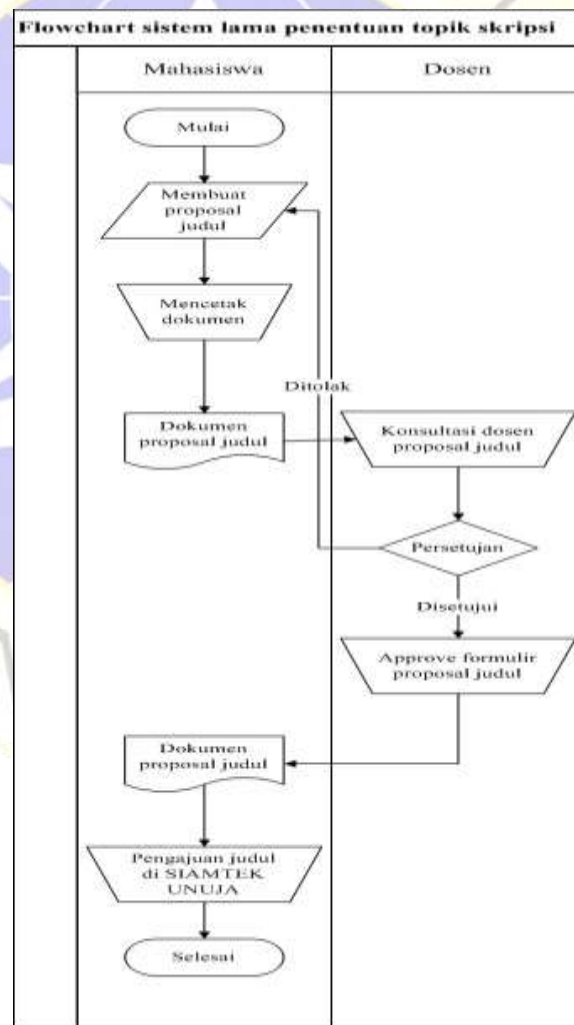 Flowchart sistem lama penentuan topik skripsi
Mahasiswa
Dosen
Mulai
Membuat
proposal
judul
Mencetak
dokumen
Ditolak
Dokumen
proposal judul
Konsultasi dosen
proposal judul
Persetujan
Disetujui
Approve formulir
proposal judul
Dokumen
proposal judul
Pengajuan judul
di SIAMTEK
UNUJA
Selesai